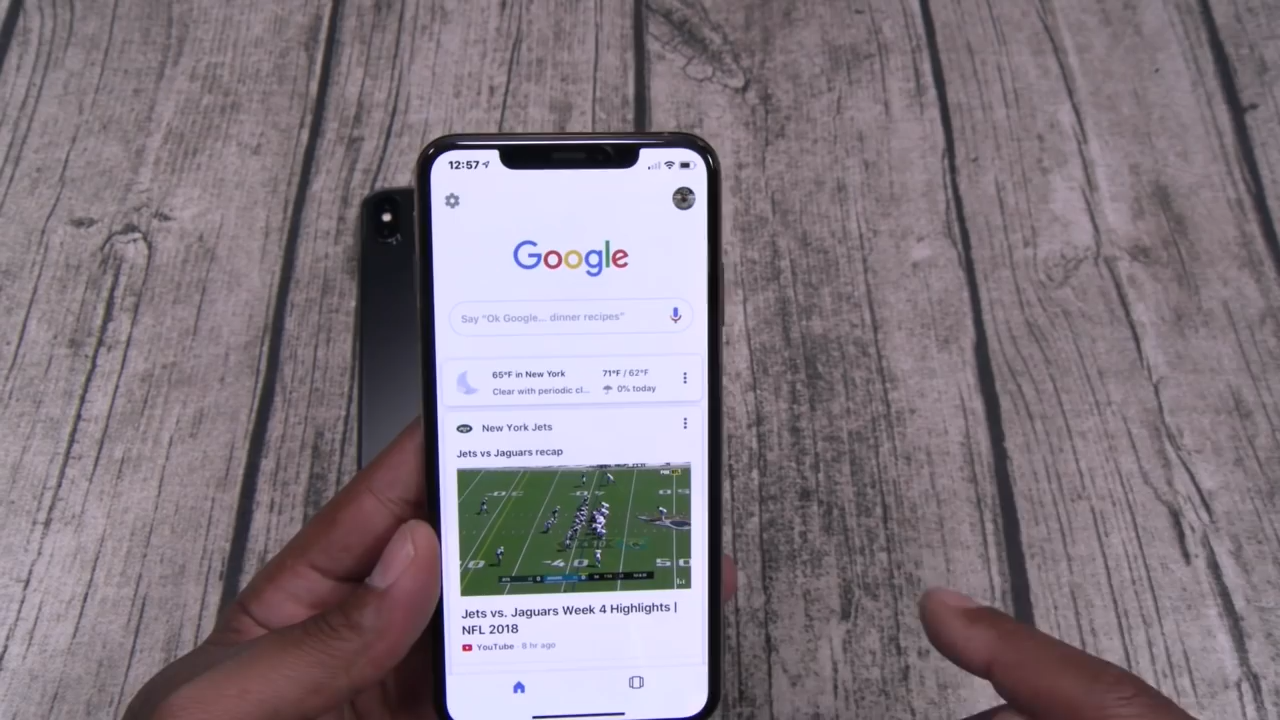 12:57
Google
Say “Ok Google... dinner recipes”
65°F in New York
71°F / 62°F
Clear with periodic cl...
0% today
New York Jets
Jets vs Jaguars recap
Jets vs. Jaguars Week 4 Highlights |
NFL 2018
YouTube · 8 hr ago